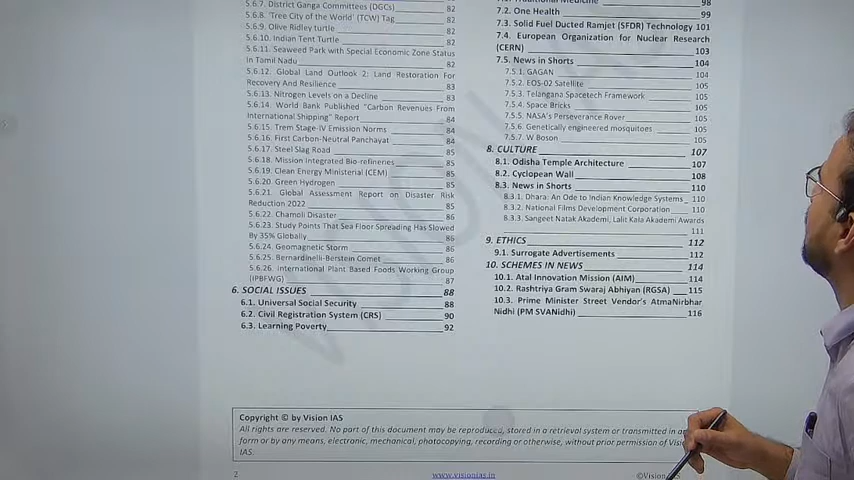 5.6.7. District Ganga Committees (DGCs) 82
5.6.8. 'Tree City of the World' (TCW) Tag 82
5.6.9. Olive Ridley turtle 82
5.6.10. Indian Tent Turtle 82
5.6.11. Seaweed Park with Special Economic Zone Status
in Tamil Nadu 82
5.6.12. Global Land Outlook 2: Land Restoration For
Recovery And Resilience 83
5.6.13. Nitrogen Levels on a Decline 83
5.6.14. World Bank Published "Carbon Revenues From
International Shipping" Report 84
5.6.15. Trem Stage-IV Emission Norms 84
5.6.16. First Carbon-Neutral Panchayat 84
5.6.17. Steel Slag Road 85
5.6.18. Mission Integrated Bio-refineries 85
5.6.19. Clean Energy Ministerial (CEM) 85
5.6.20. Green Hydrogen 85
5.6.21. Global Assessment Report on Disaster Risk
Reduction 2022 85
5.6.22. Chamoli Disaster 86
5.6.23. Study Points That Sea Floor Spreading Has Slowed
By 35% Globally 86
5.6.24. Geomagnetic Storm 86
5.6.25. Bernardinelli-Berstein Comet 86
5.6.26. International Plant Based Foods Working Group
(IPBFWG) 87
6. SOCIAL ISSUES 88
6.1. Universal Social Security 88
6.2. Civil Registration System (CRS) 90
6.3. Learning Poverty 92
98
7.2. One Health 99
7.3. Solid Fuel Ducted Ramjet (SFDR) Technology 101
7.4. European Organization for Nuclear Research
(CERN) 103
7.5. News in Shorts 104
7.5.1. GAGAN 104
7.5.2. EOS-02 Satellite 105
7.5.3. Telangana Spacetech Framework 105
7.5.4. Space Bricks 105
7.5.5. NASA's Perseverance Rover 105
7.5.6. Genetically engineered mosquitoes 105
7.5.7. W Boson 105
8. CULTURE 107
8.1. Odisha Temple Architecture 107
8.2. Cyclopean Wall 108
8.3. News in Shorts 110
8.3.1. Dhara: An Ode to Indian Knowledge Systems 110
8.3.2. National Films Development Corporation 110
8.3.3. Sangeet Natak Akademi, Lalit Kala Akademi Awards
111
9. ETHICS 112
9.1. Surrogate Advertisements 112
10. SCHEMES IN NEWS 114
10.1. Atal Innovation Mission (AIM) 114
10.2. Rashtriya Gram Swaraj Abhiyan (RGSA) 115
10.3. Prime Minister Street Vendor's AtmaNirbhar
Nidhi (PM SVANidhi) 116
Copyright © by Vision IAS
All rights are reserved. No part of this document may be reproduced, stored in a retrieval system or transmitted in
form or by any means, electronic, mechanical, photocopying, recording or otherwise, without prior permission of
IAS.
2 www.visionias.in ©Vision